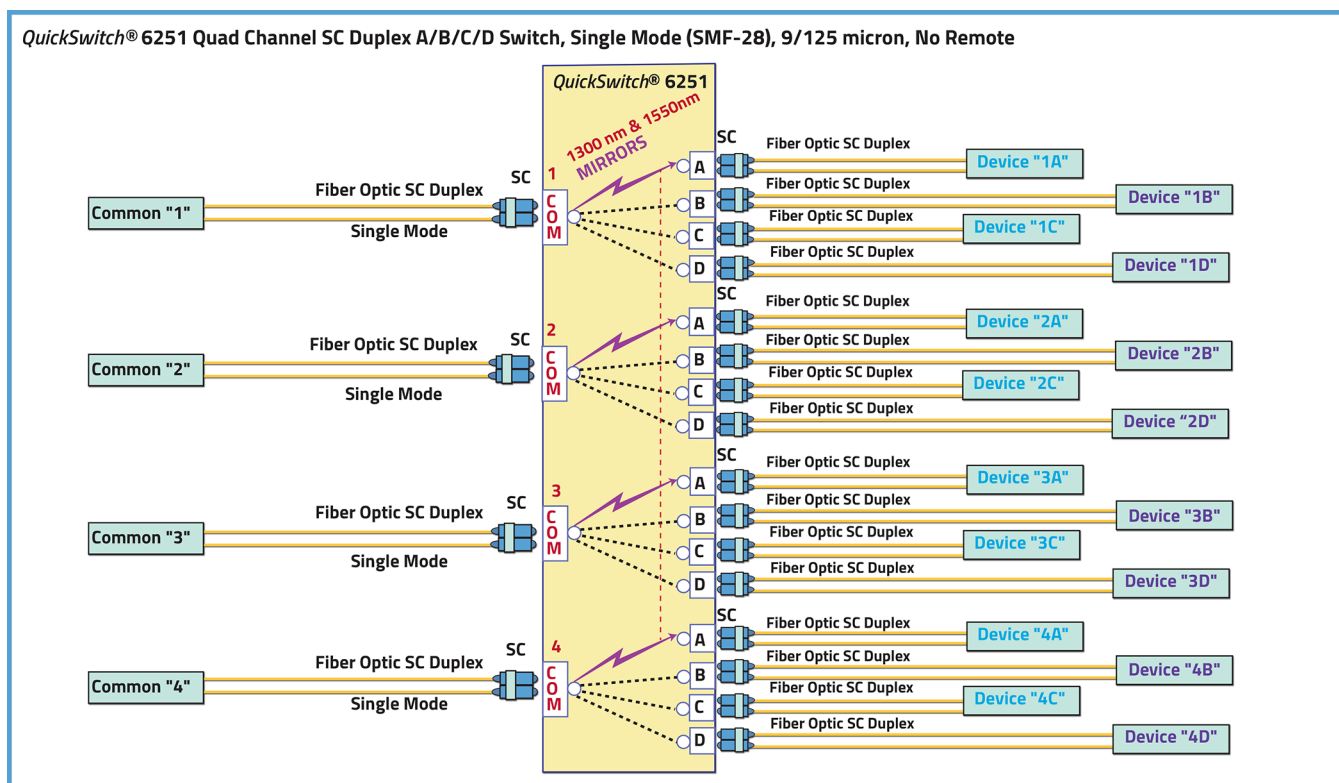 QuickSwitch® 6251 Quad Channel SC Duplex A/B/C/D Switch, Single Mode (SMF-28), 9/125 micron, No Remote
QuickSwitch® 6251
1300 nm & 1550nm
MIRRORS
Common "1"
Fiber Optic SC Duplex
Single Mode
SC
1
COM
A
B
C
D
SC
Fiber Optic SC Duplex
Device "1A"
Fiber Optic SC Duplex
Device "1B"
Fiber Optic SC Duplex
Device "1C"
Fiber Optic SC Duplex
Device "1D"
Common "2"
Fiber Optic SC Duplex
Single Mode
SC
2
COM
A
B
C
D
SC
Fiber Optic SC Duplex
Device "2A"
Fiber Optic SC Duplex
Device "2B"
Fiber Optic SC Duplex
Device "2C"
Fiber Optic SC Duplex
Device “2D"
Common "3"
Fiber Optic SC Duplex
Single Mode
SC
3
COM
A
B
C
D
SC
Fiber Optic SC Duplex
Device "3A"
Fiber Optic SC Duplex
Device "3B"
Fiber Optic SC Duplex
Device "3C"
Fiber Optic SC Duplex
Device "3D"
Common "4"
Fiber Optic SC Duplex
Single Mode
SC
4
COM
A
B
C
D
SC
Fiber Optic SC Duplex
Device "4A"
Fiber Optic SC Duplex
Device "4B"
Fiber Optic SC Duplex
Device "4C"
Fiber Optic SC Duplex
Device "4D"